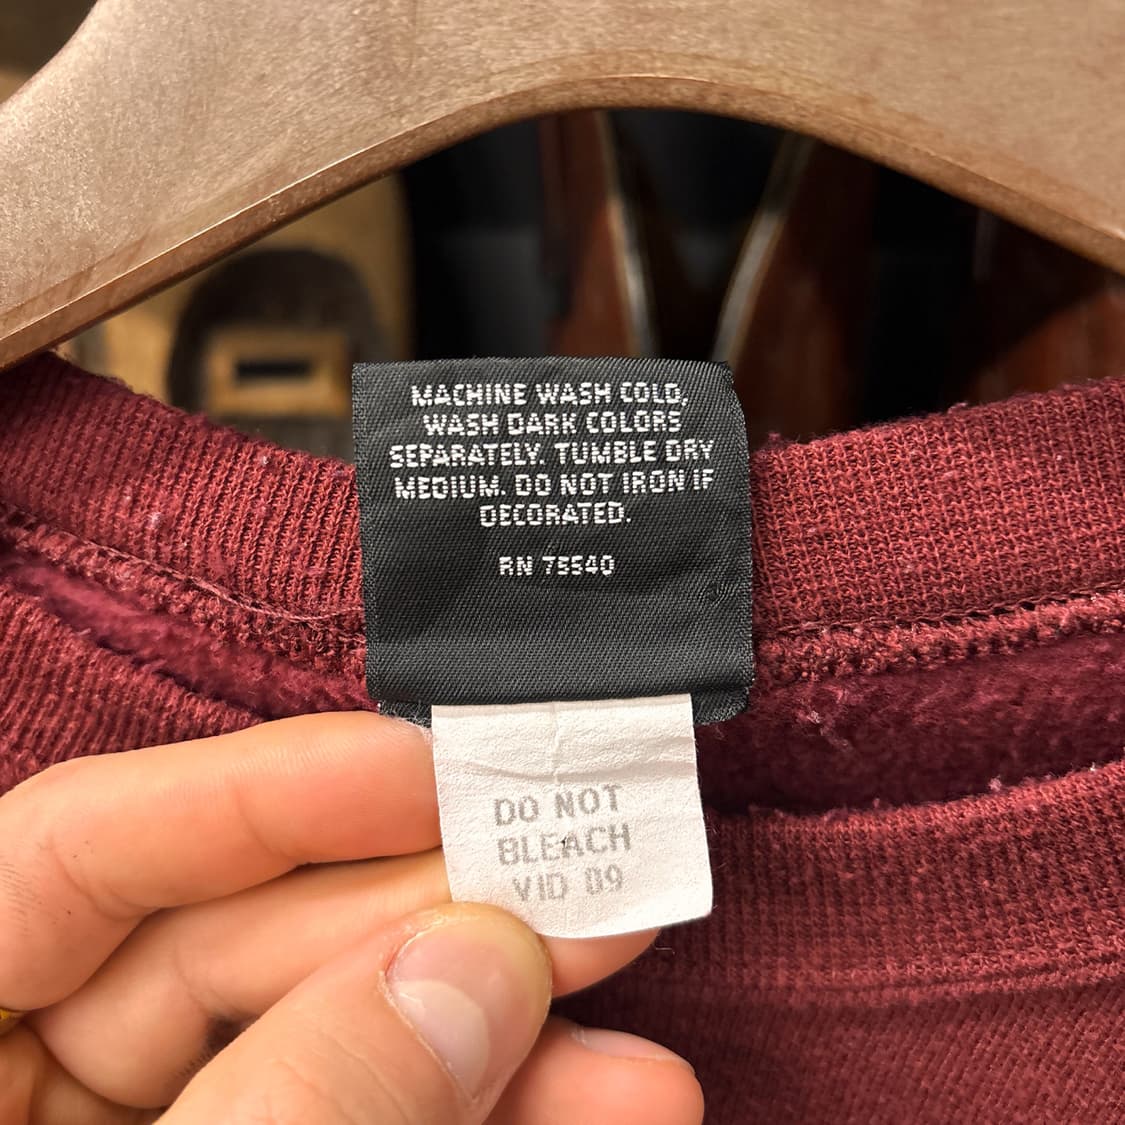 MACHINE WASH COLD,
WASH DARK COLORS
SEPARATELY. TUMBLE DRY
MEDIUM. DO NOT IRON IF
DECORATED.
RN 75540
DO NOT
BLEACH
VID 09